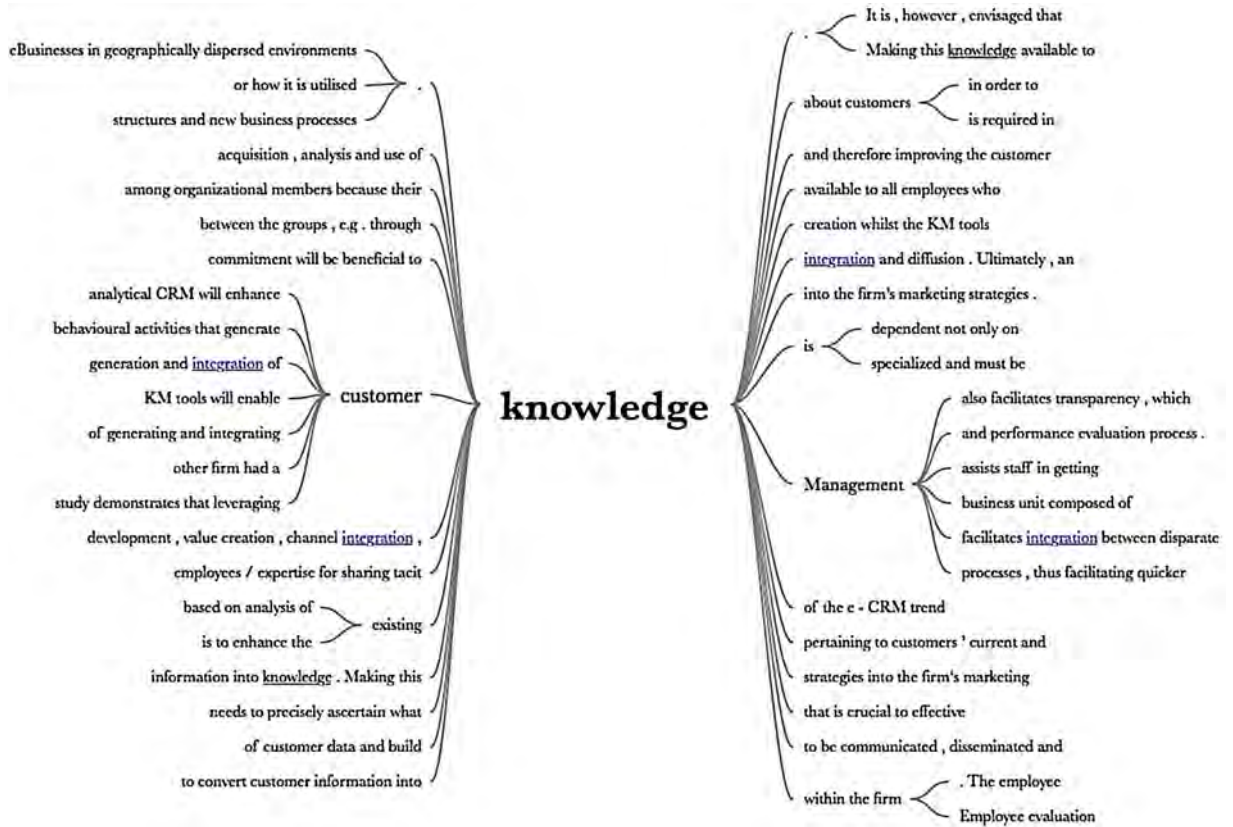 eBusinesses in geographically dispersed environments
or how it is utilised
structures and new business processes
.
acquisition , analysis and use of
among organizational members because their
between the groups , e.g . through
commitment will be beneficial to
analytical CRM will enhance
behavioural activities that generate
generation and integration of
KM tools will enable
of generating and integrating
other firm had a
study demonstrates that leveraging
customer
development , value creation , channel integration ,
employees / expertise for sharing tacit
based on analysis of
is to enhance the
existing
information into knowledge . Making this
needs to precisely ascertain what
of customer data and build
to convert customer information into
knowledge
.
It is , however , envisaged that
Making this knowledge available to
about customers
in order to
is required in
and therefore improving the customer
available to all employees who
creation whilst the KM tools
integration and diffusion . Ultimately , an
into the firm's marketing strategies .
is
dependent not only on
specialized and must be
Management
also facilitates transparency , which
and performance evaluation process .
assists staff in getting
business unit composed of
facilitates integration between disparate
processes , thus facilitating quicker
of the e - CRM trend
pertaining to customers ' current and
strategies into the firm's marketing
that is crucial to effective
to be communicated , disseminated and
within the firm
. The employee
Employee evaluation